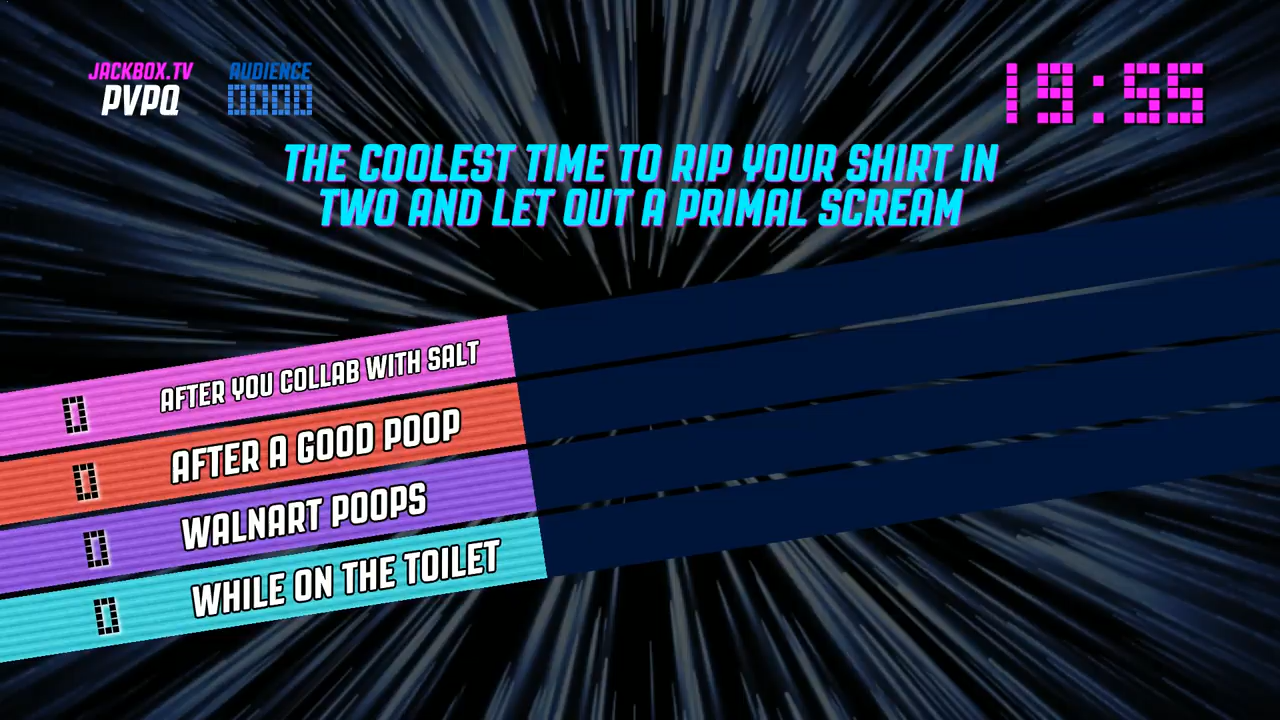 JACKBOX.TV
PVPQ
AUDIENCE
0000
19:55
THE COOLEST TIME TO RIP YOUR SHIRT IN
TWO AND LET OUT A PRIMAL SCREAM
0 AFTER YOU COLLAB WITH SALT
0 AFTER A GOOD POOP
0 WALNART POOPS
0 WHILE ON THE TOILET